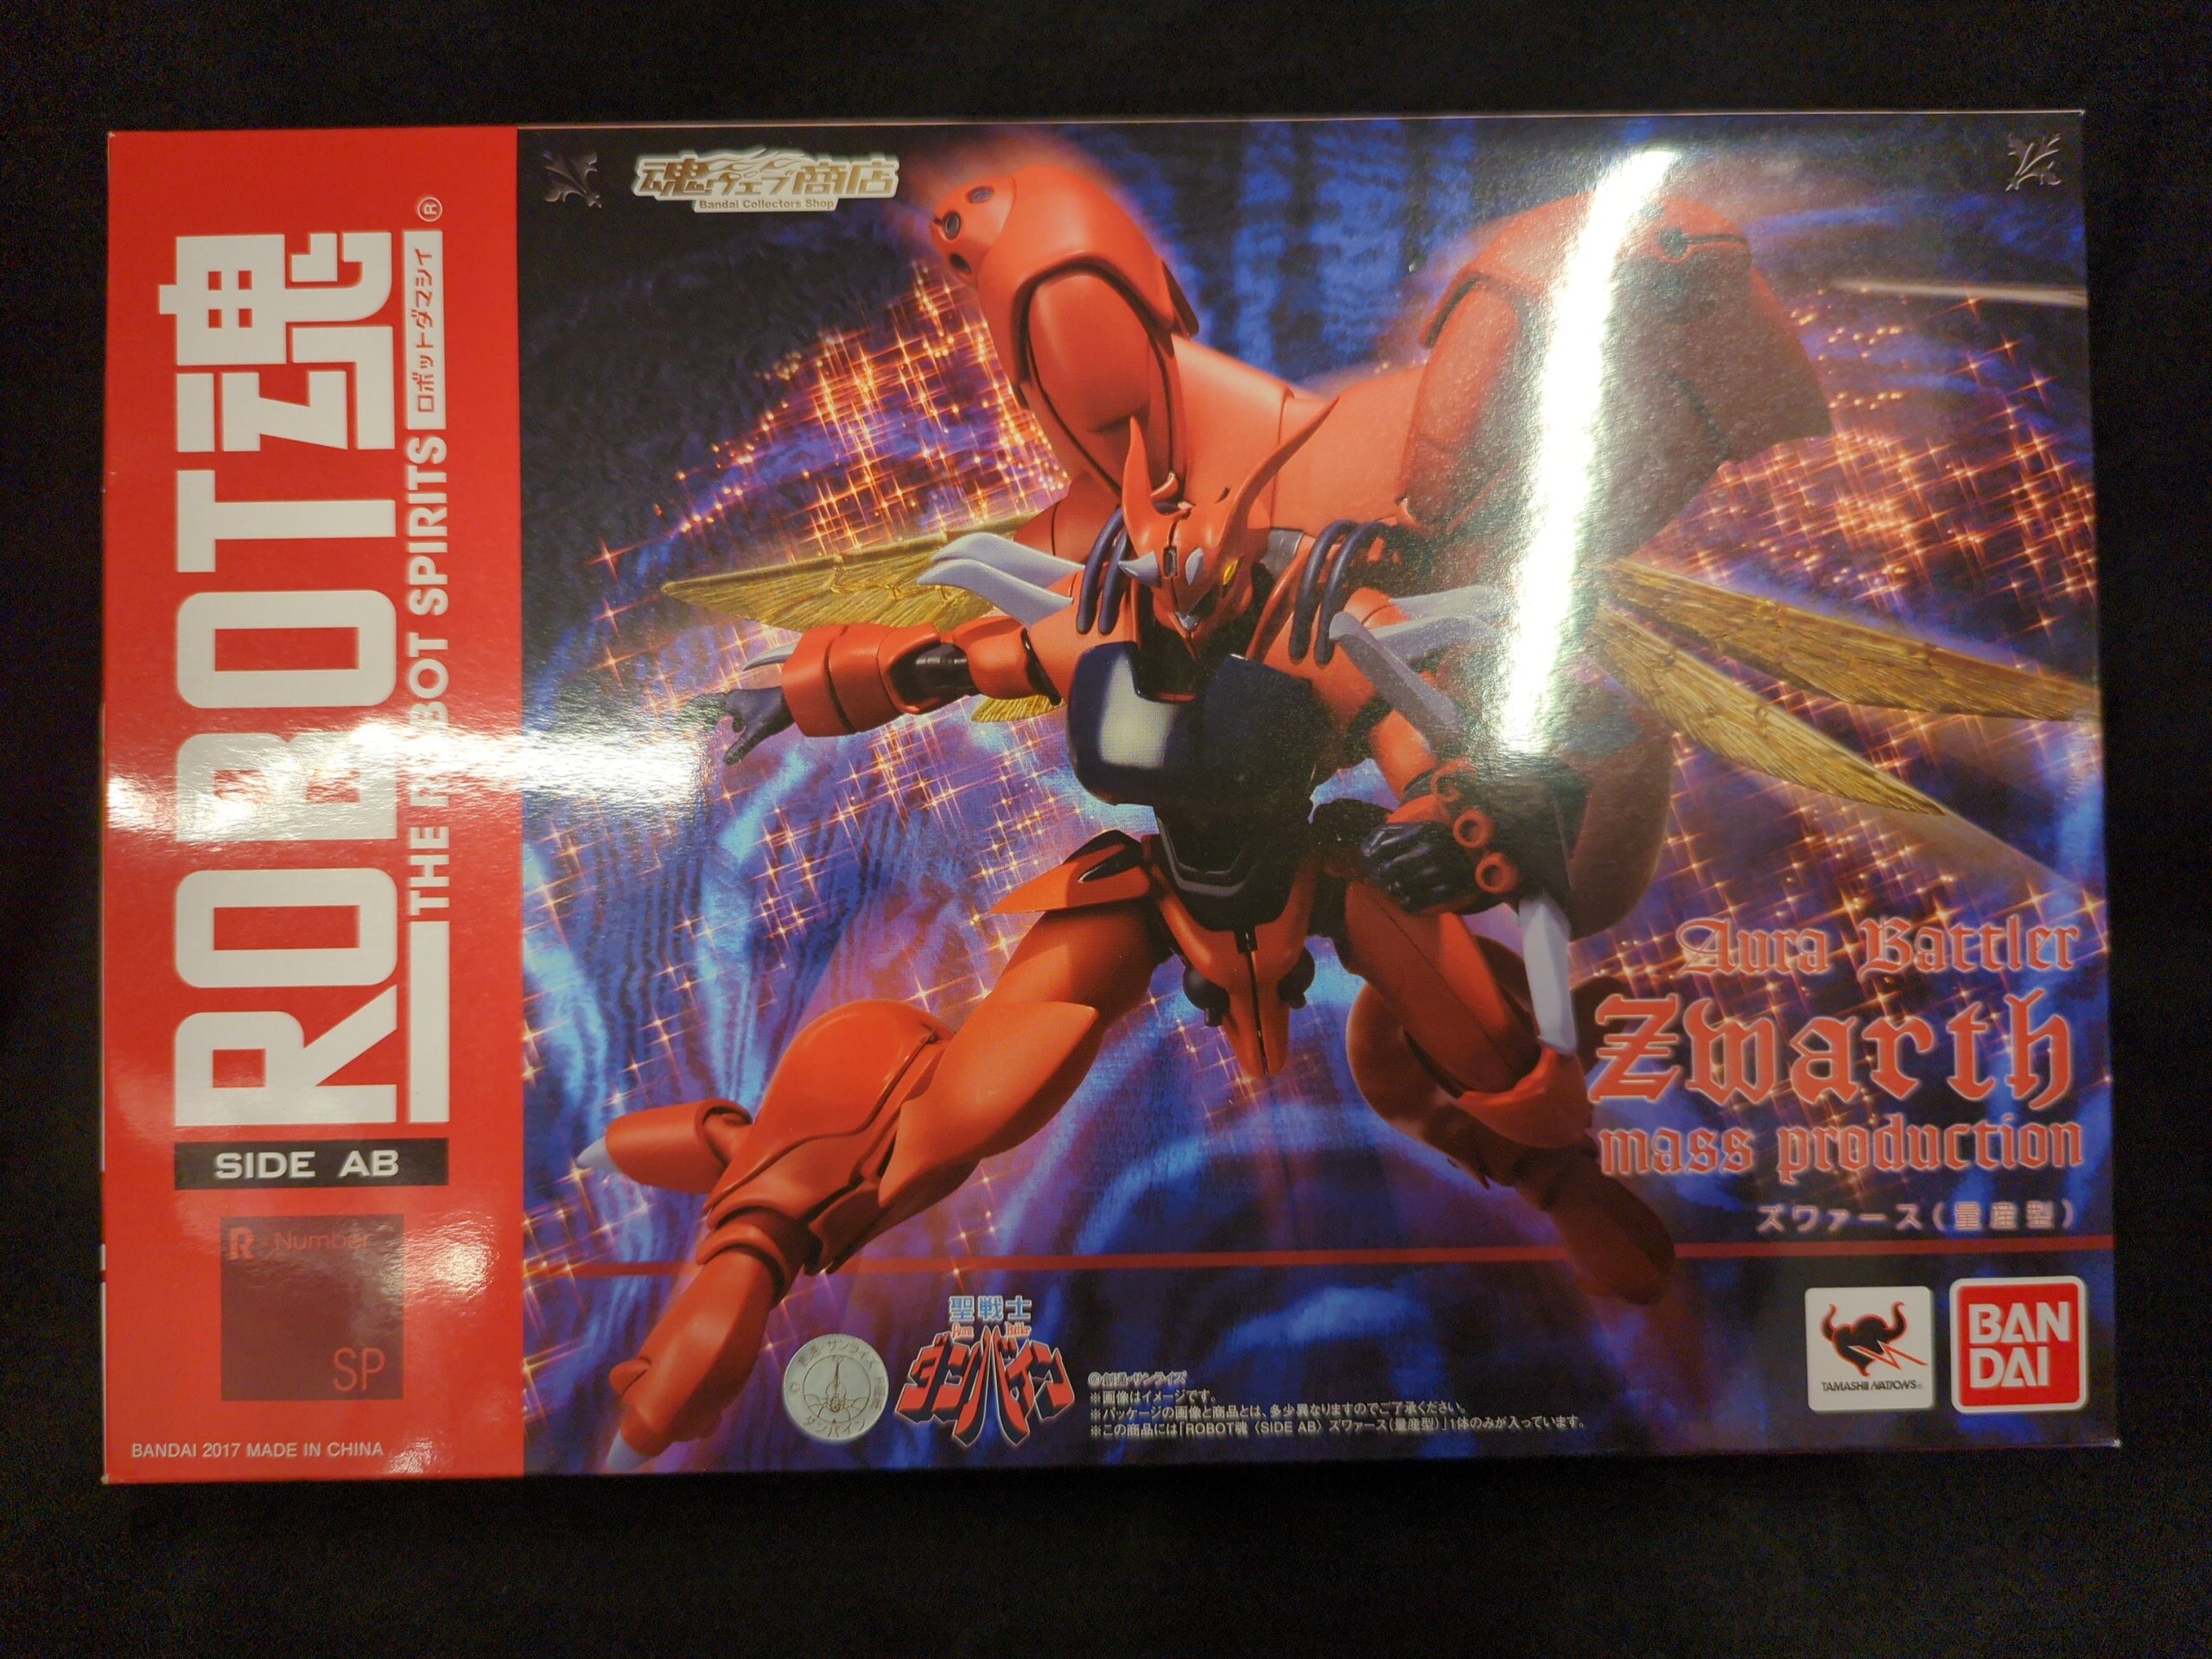 ROBOT魂
ロボットダマシイ
®
THE ROBOT SPIRITS
SIDE AB
R-Number
SP
BANDAI 2017 MADE IN CHINA
魂ウェブ商店
Bandai Collectors Shop
Aura Battler
Zwarth
mass production
ズワァース(量産型)
聖戦士
Aura Battler
ダンバイン
©創通・サンライズ
※画像はイメージです。
※パッケージの画像と商品とは、多少異なりますのでご了承ください。
※この商品には「ROBOT魂〈SIDE AB〉ズワァース(量産型)」1体のみが入っています。
TAMASHII NATIONS
BAN
DAI